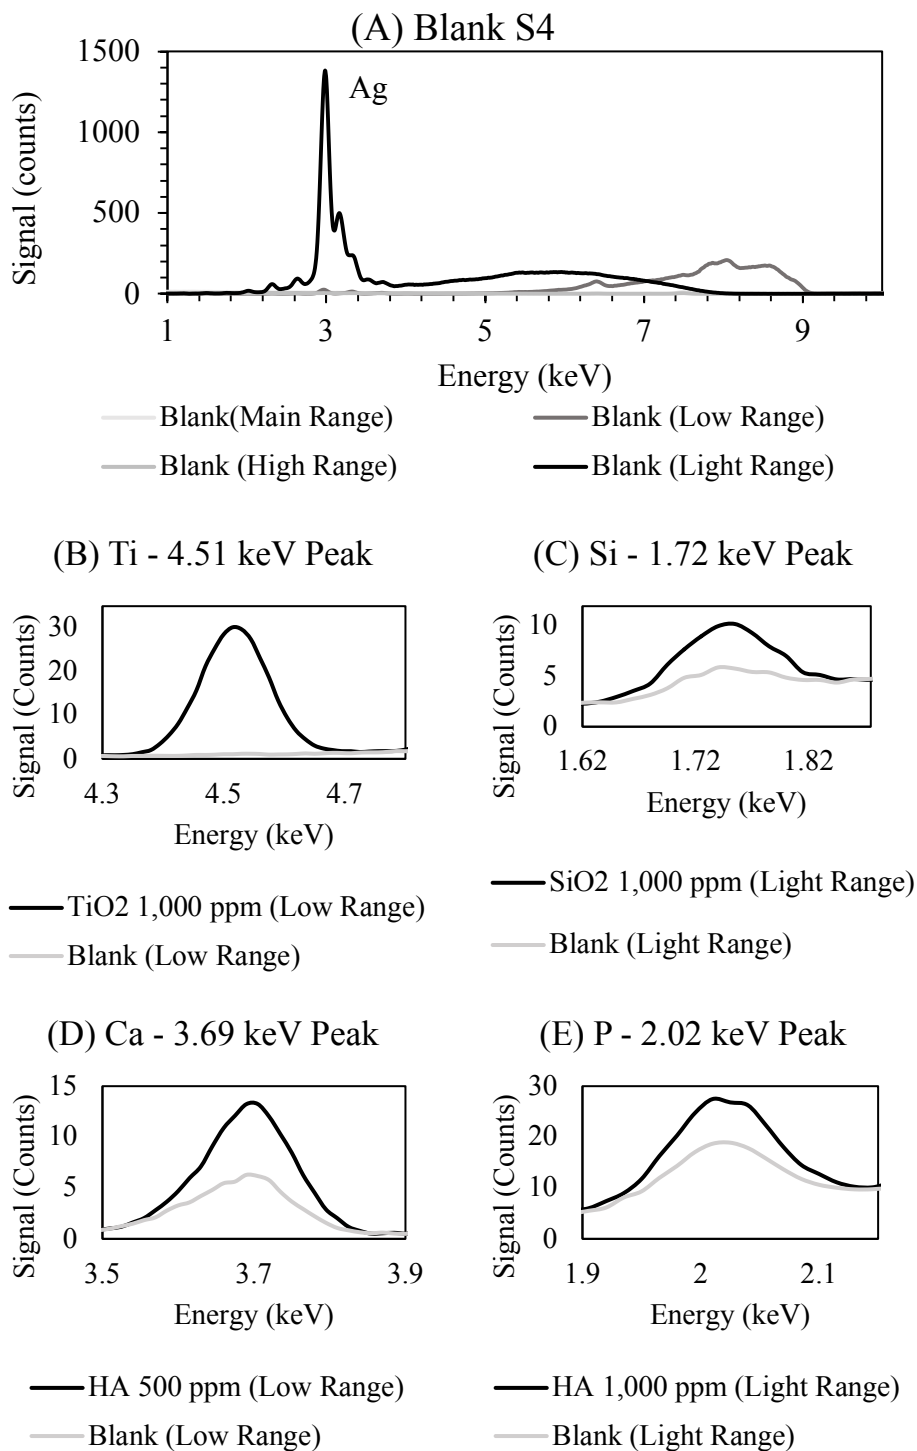 (A) Blank S4
1500
1000
500
0
Signal (counts)
Ag
1 3 5 7 9
Energy (keV)
Blank(Main Range) Blank (Low Range)
Blank (High Range) Blank (Light Range)
(B) Ti - 4.51 keV Peak
30
20
10
0
Signal (Counts)
4.3 4.5 4.7
Energy (keV)
TiO2 1,000 ppm (Low Range)
Blank (Low Range)
(C) Si - 1.72 keV Peak
10
5
0
Signal (Counts)
1.62 1.72 1.82
Energy (keV)
SiO2 1,000 ppm (Light Range)
Blank (Light Range)
(D) Ca - 3.69 keV Peak
15
10
5
0
Signal (Counts)
3.5 3.7 3.9
Energy (keV)
HA 500 ppm (Low Range)
Blank (Low Range)
(E) P - 2.02 keV Peak
30
20
10
0
Signal (Counts)
1.9 2 2.1
Energy (keV)
HA 1,000 ppm (Light Range)
Blank (Light Range)